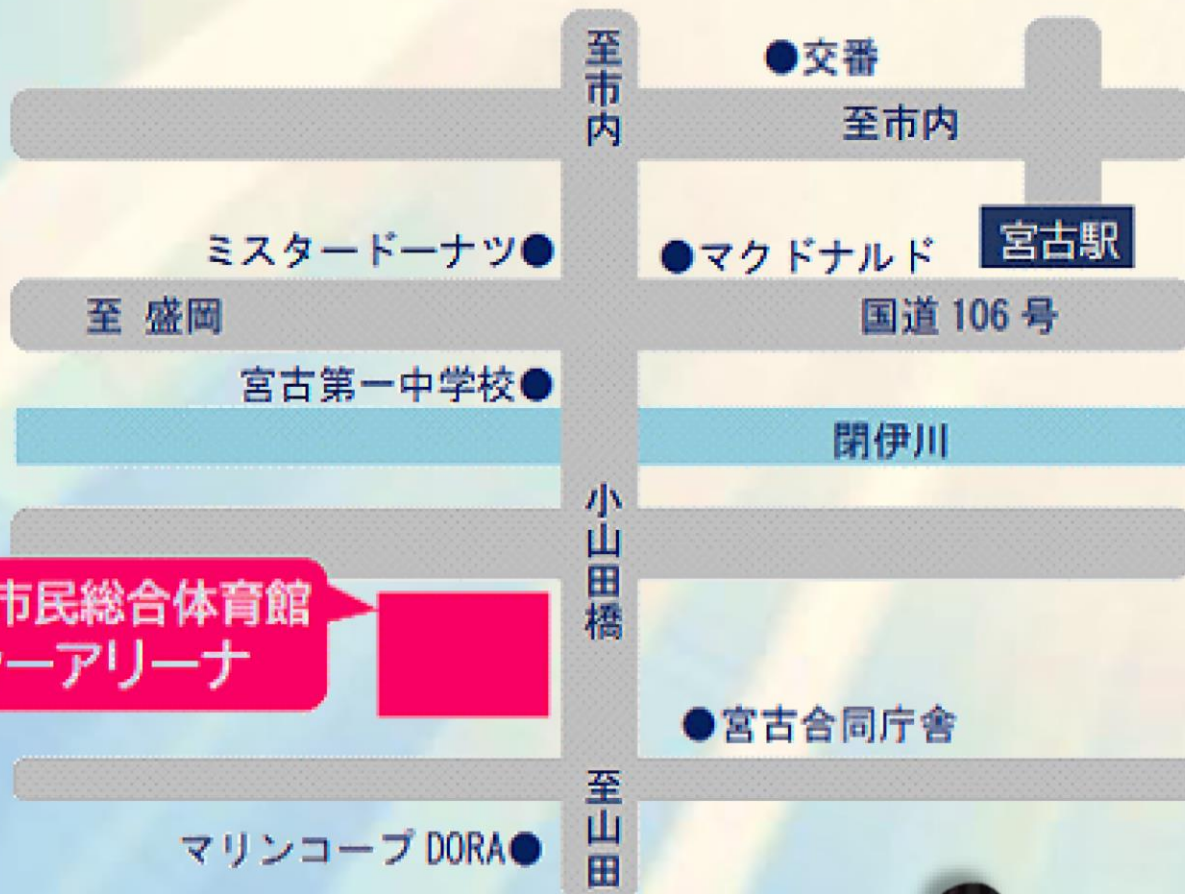 至市内
●交番
至市内
ミスタードーナツ●
●マクドナルド
宮古駅
至 盛岡
国道 106 号
宮古第一中学校●
閉伊川
小山田橋
市民総合体育館
ーアリーナ
●宮古合同庁舎
至山田
マリンコープ DORA●